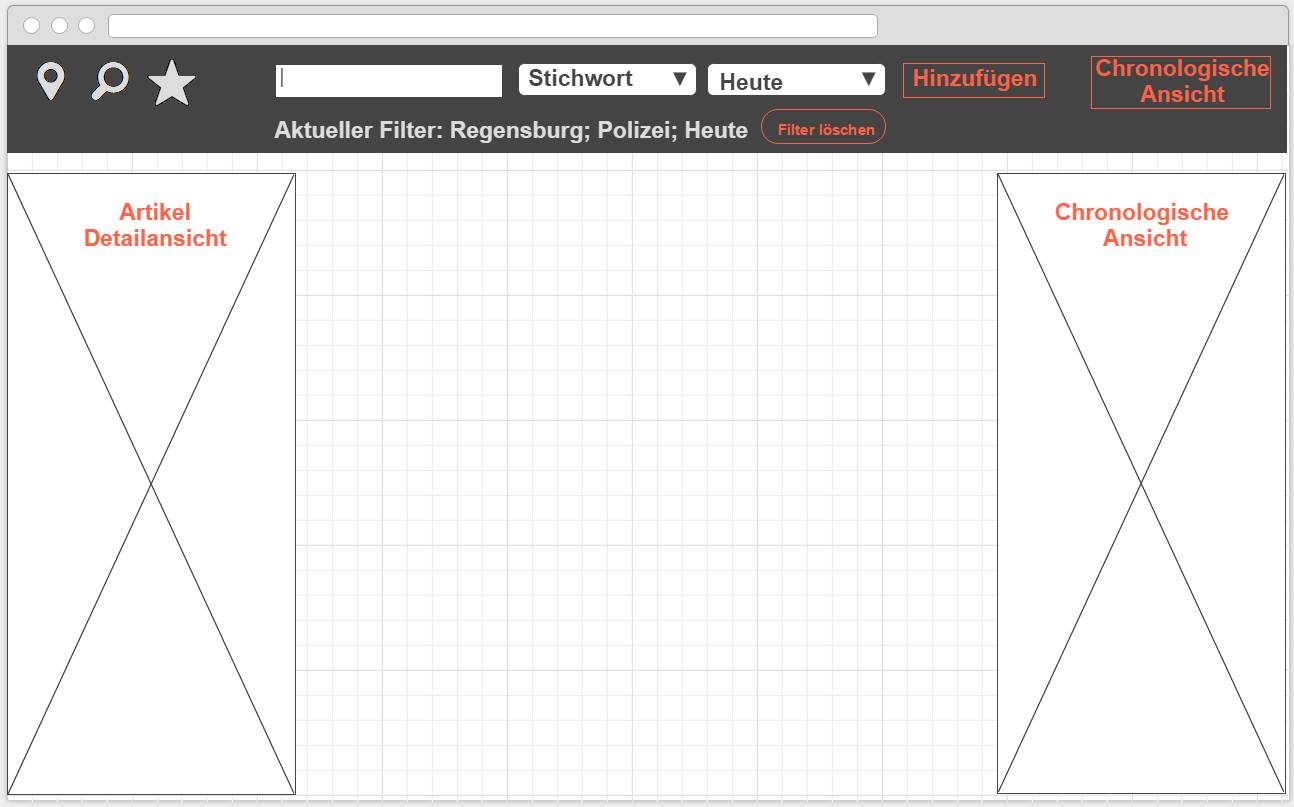 Stichwort ▼
Heute ▼
Hinzufügen
Chronologische
Ansicht
Aktueller Filter: Regensburg; Polizei; Heute
Filter löschen
Artikel
Detailansicht
Chronologische
Ansicht